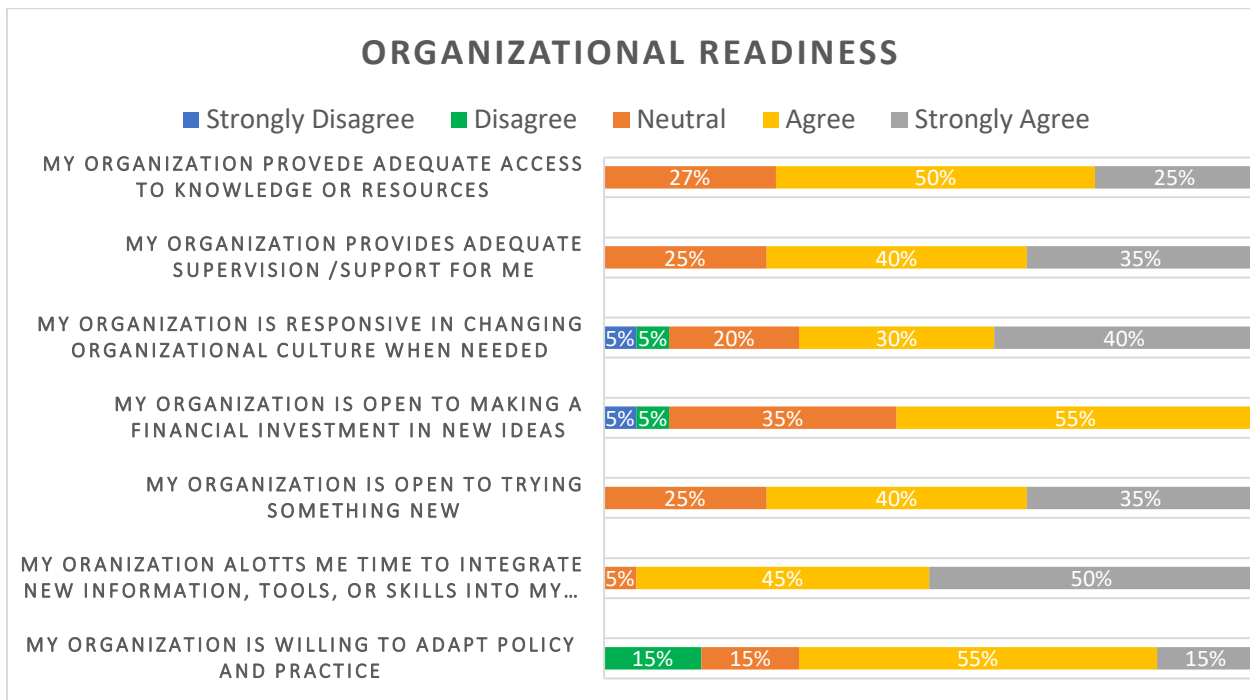 ORGANIZATIONAL READINESS
Strongly Disagree Disagree Neutral Agree Strongly Agree
MY ORGANIZATION PROVEDE ADEQUATE ACCESS
TO KNOWLEDGE OR RESOURCES
27% 50% 25%
MY ORGANIZATION PROVIDES ADEQUATE
SUPERVISION /SUPPORT FOR ME
25% 40% 35%
MY ORGANIZATION IS RESPONSIVE IN CHANGING
ORGANIZATIONAL CULTURE WHEN NEEDED
5% 5% 20% 30% 40%
MY ORGANIZATION IS OPEN TO MAKING A
FINANCIAL INVESTMENT IN NEW IDEAS
5% 5% 35% 55%
MY ORGANIZATION IS OPEN TO TRYING
SOMETHING NEW
25% 40% 35%
MY ORANIZATION ALOTTS ME TIME TO INTEGRATE
NEW INFORMATION, TOOLS, OR SKILLS INTO MY…
5% 45% 50%
MY ORGANIZATION IS WILLING TO ADAPT POLICY
AND PRACTICE
15% 15% 55% 15%